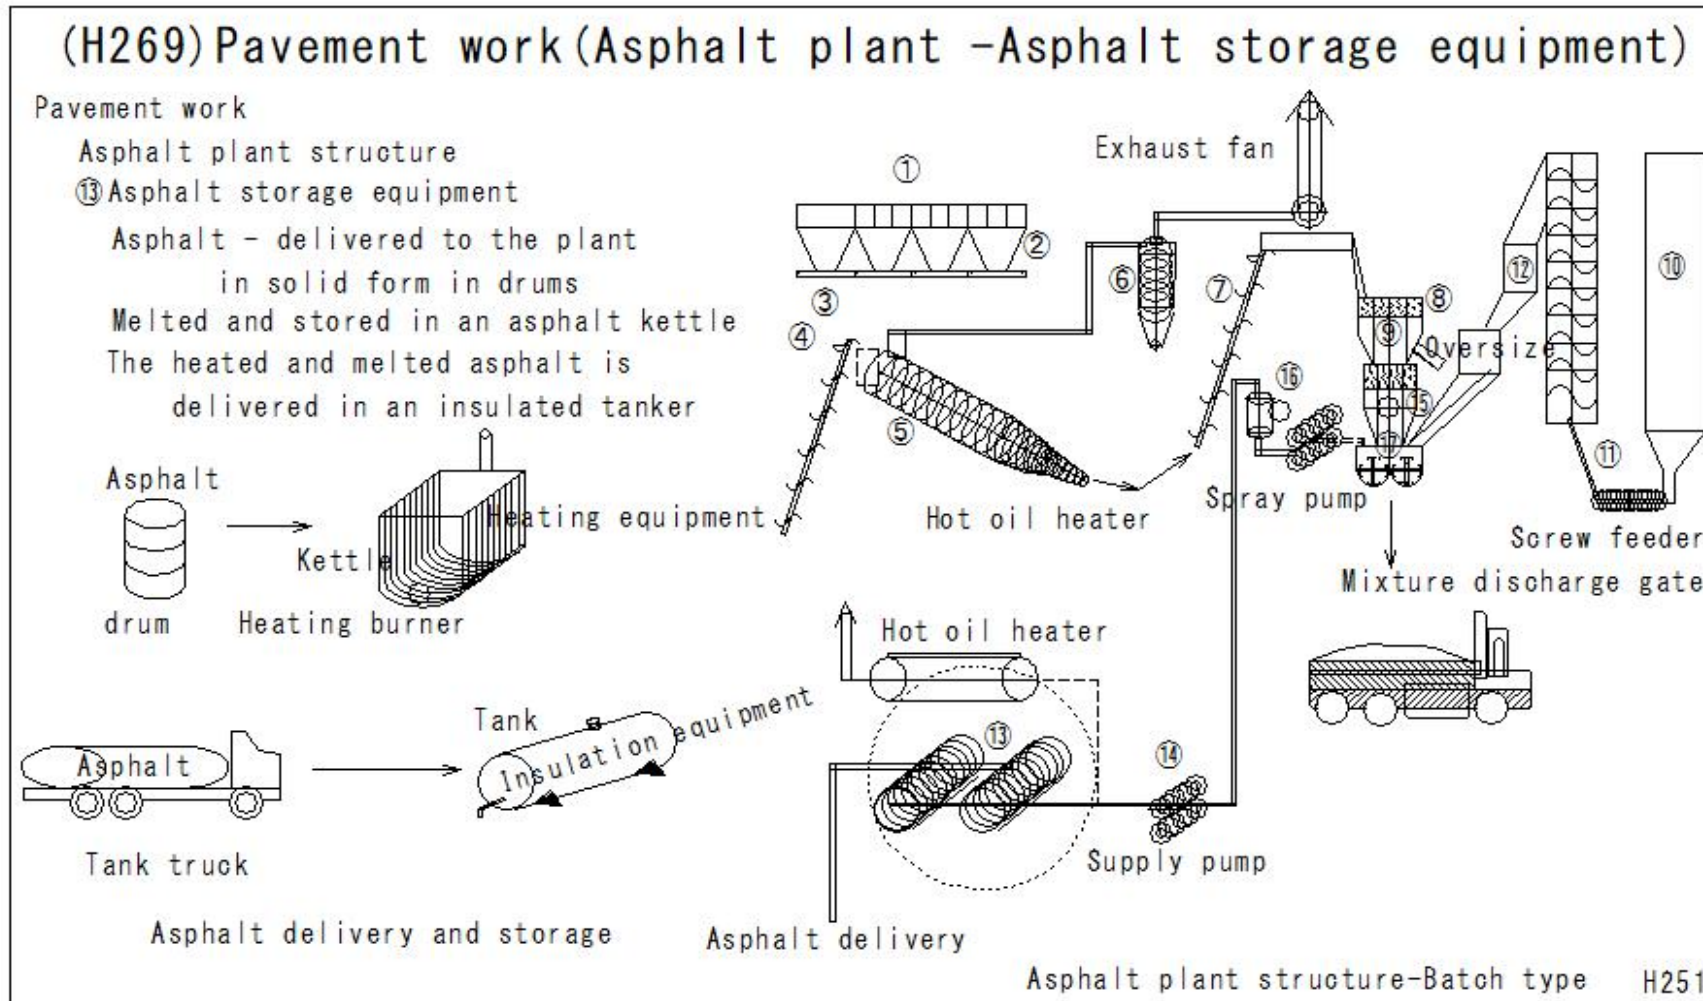 (H269)Pavement work(Asphalt plant -Asphalt storage equipment)
Pavement work
Asphalt plant structure
⑬Asphalt storage equipment
Asphalt - delivered to the plant
in solid form in drums
Melted and stored in an asphalt kettle
The heated and melted asphalt is
delivered in an insulated tanker
Asphalt
Heating equipment
Kettle
drum
Heating burner
Tank
Insulation equipment
Asphalt
Tank truck
Asphalt delivery and storage
①
②
③
④
⑤
⑥
⑦
Exhaust fan
⑧
⑨
Oversize
⑩
⑪
⑫
⑮
⑯
⑰
Hot oil heater
Spray pump
Screw feeder
Mixture discharge gate
Hot oil heater
⑬
⑭
Supply pump
Asphalt delivery
Asphalt plant structure-Batch type
H251